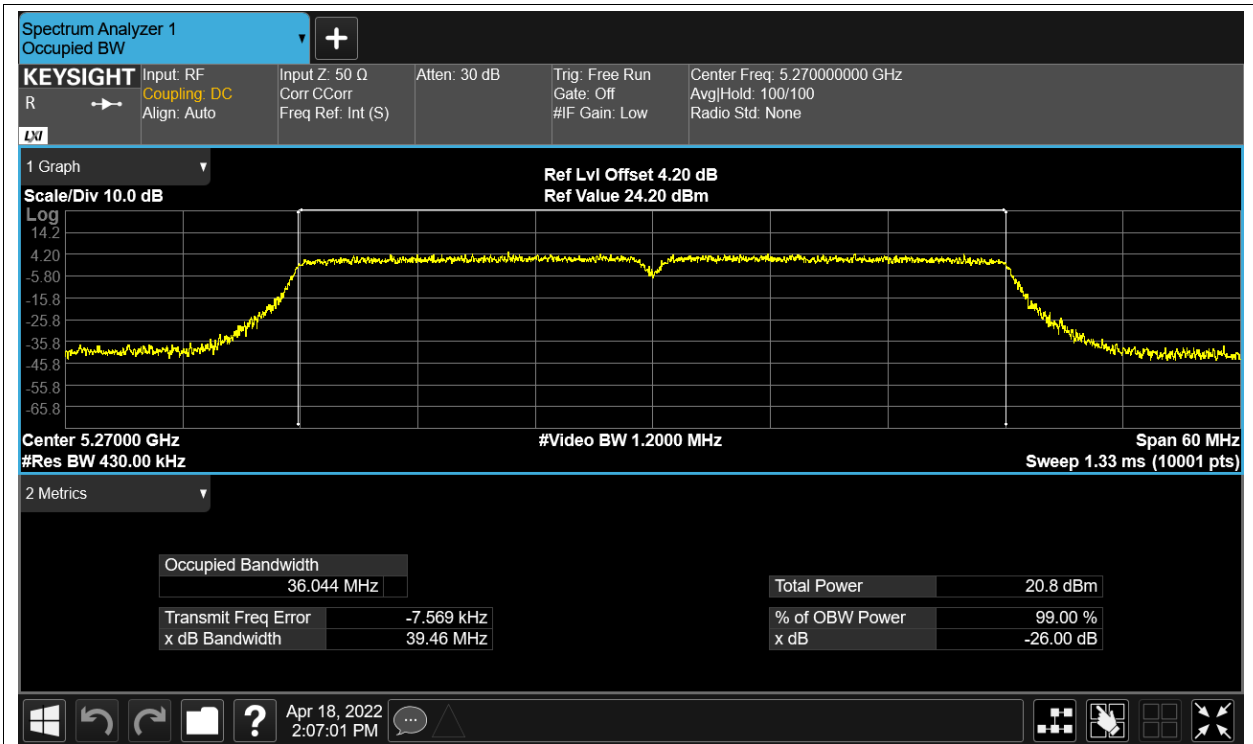 Spectrum Analyzer 1
Occupied BW
KEYSIGHT
R
LXI
Input: RF
Coupling: DC
Align: Auto
Input Z: 50 Ω
Corr CCorr
Freq Ref: Int (S)
Atten: 30 dB
Trig: Free Run
Gate: Off
#IF Gain: Low
Center Freq: 5.270000000 GHz
Avg|Hold: 100/100
Radio Std: None
1 Graph
Scale/Div 10.0 dB
Ref Lvl Offset 4.20 dB
Ref Value 24.20 dBm
Log
14.2
4.20
-5.80
-15.8
-25.8
-35.8
-45.8
-55.8
-65.8
Center 5.27000 GHz
#Res BW 430.00 kHz
#Video BW 1.2000 MHz
Span 60 MHz
Sweep 1.33 ms (10001 pts)
2 Metrics
Occupied Bandwidth
36.044 MHz
Transmit Freq Error -7.569 kHz
x dB Bandwidth 39.46 MHz
Total Power 20.8 dBm
% of OBW Power 99.00 %
x dB -26.00 dB
?
Apr 18, 2022
2:07:01 PM